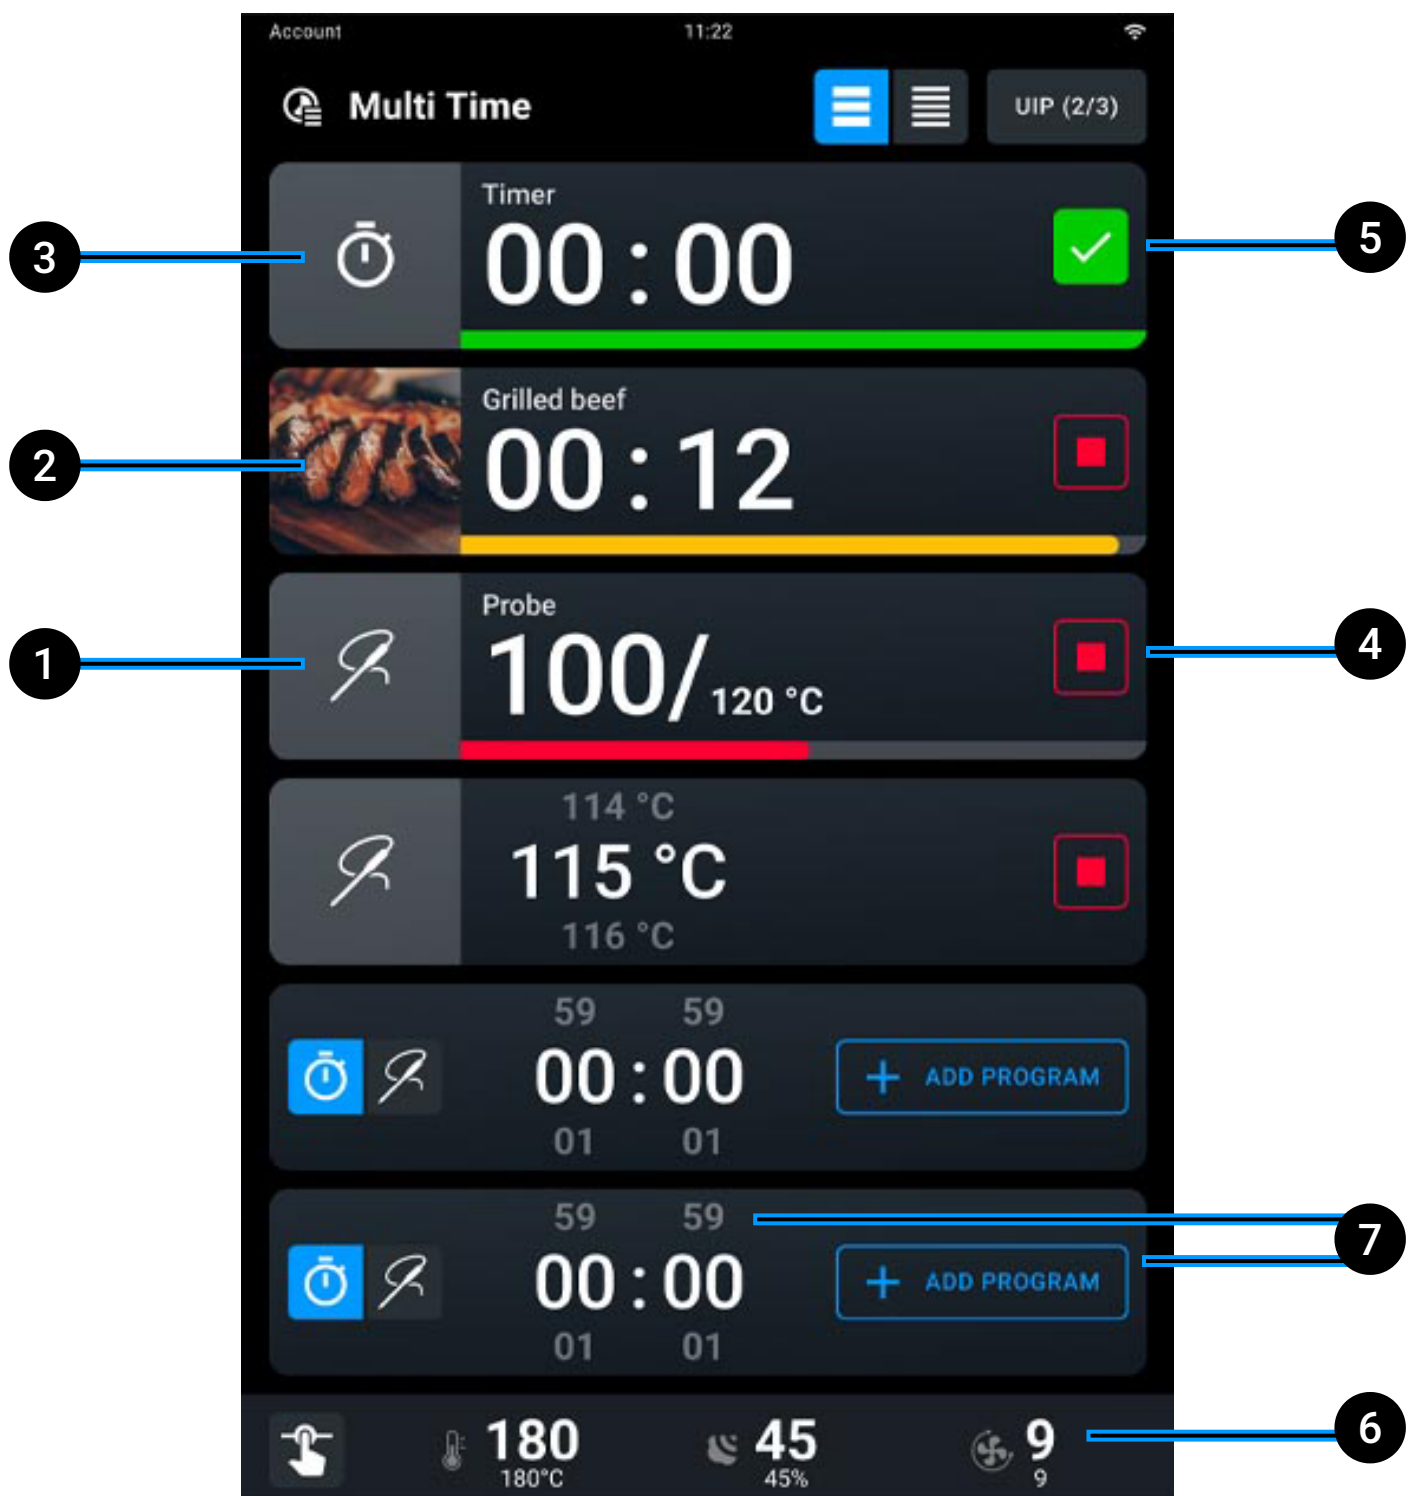 Account 11:22
Multi Time UIP (2/3)
Timer
3 00 : 00 5
Grilled beef
2 00 : 12
Probe
1 100/ 120 °C 4
114 °C
115 °C
116 °C
59 59
00 : 00 + ADD PROGRAM
01 01
59 59 7
00 : 00 + ADD PROGRAM
01 01
180 45 9 6
180°C 45% 9